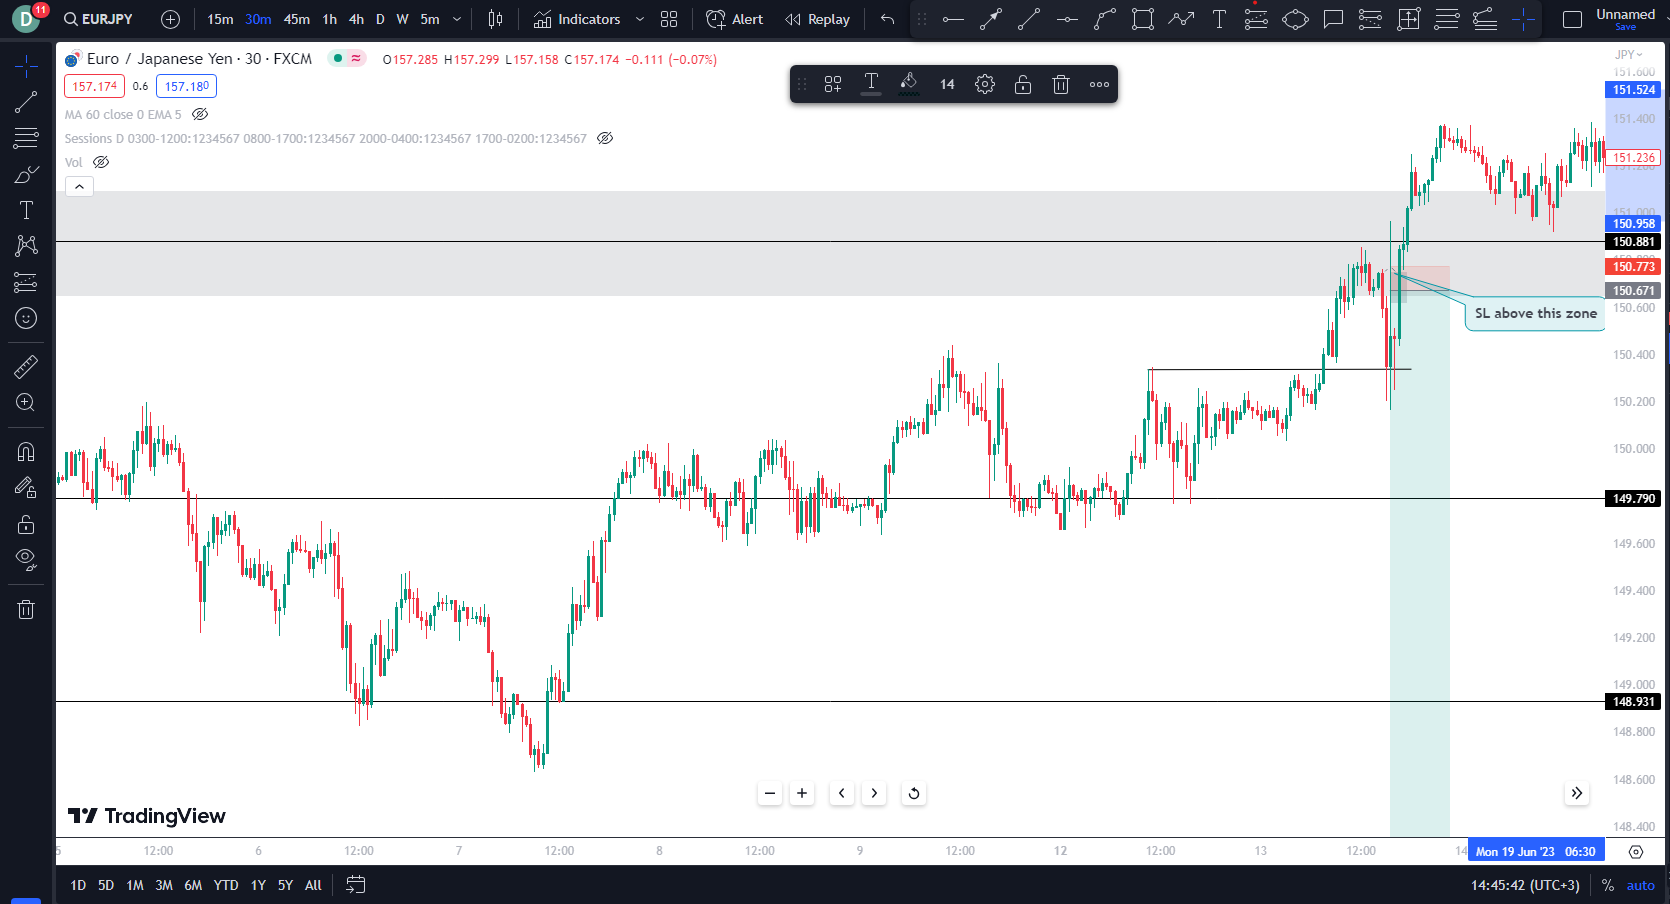 D 11 EURJPY 15m 30m 45m 1h 4h D W 5m Indicators Alert Replay T Unnamed
Save
Euro / Japanese Yen · 30 · FXCM O157.285 H157.299 L157.158 C157.174 −0.111 (−0.07%)
157.174 0.6 157.180
MA 60 close 0 EMA 5
Sessions D 0300-1200:1234567 0800-1700:1234567 2000-0400:1234567 1700-0200:1234567
Vol
T 14
JPY
151.600
151.524
151.400
151.236
151.200
151.000
150.958
150.881
150.773
150.671
150.600
SL above this zone
150.400
150.200
150.000
149.790
149.600
149.400
149.200
149.000
148.931
148.800
148.600
148.400
TradingView
5 12:00 6 12:00 7 12:00 8 12:00 9 12:00 12 12:00 13 12:00 14 Mon 19 Jun '23 06:30
1D 5D 1M 3M 6M YTD 1Y 5Y All 14:45:42 (UTC+3) % auto